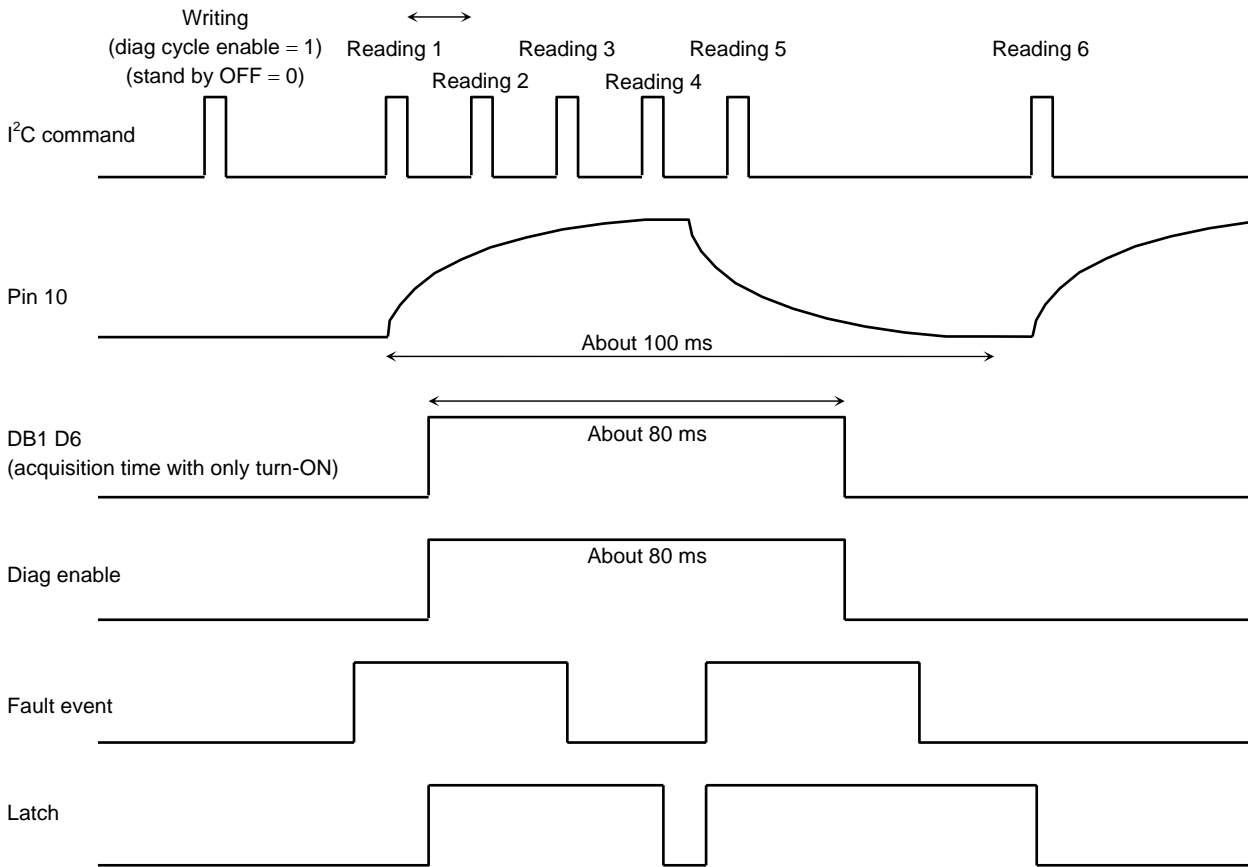 Writing
(diag cycle enable = 1)
(stand by OFF = 0)
Reading 1
Reading 2
Reading 3
Reading 4
Reading 5
Reading 6
I²C command
Pin 10
About 100 ms
DB1 D6
(acquisition time with only turn-ON)
About 80 ms
Diag enable
About 80 ms
Fault event
Latch